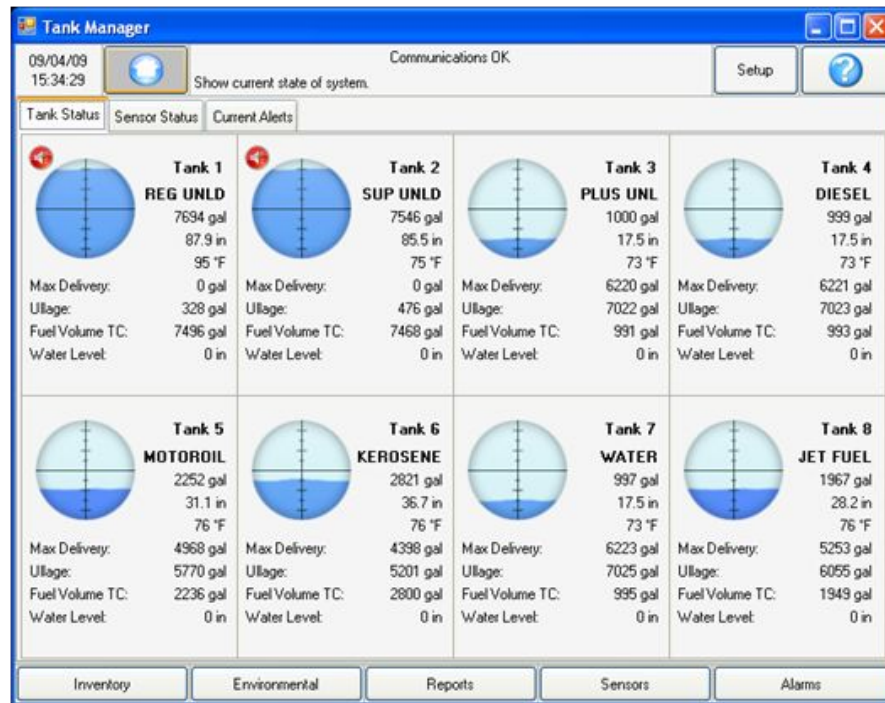 Tank Manager
09/04/09
15:34:29
Communications OK
Show current state of system.
Setup
?
Tank Status Sensor Status Current Alerts
Tank 1
REG UNLD
7694 gal
87.9 in
95 °F
Max Delivery: 0 gal
Ullage: 328 gal
Fuel Volume TC: 7496 gal
Water Level: 0 in
Tank 2
SUP UNLD
7546 gal
85.5 in
75 °F
Max Delivery: 0 gal
Ullage: 476 gal
Fuel Volume TC: 7468 gal
Water Level: 0 in
Tank 3
PLUS UNL
1000 gal
17.5 in
73 °F
Max Delivery: 6220 gal
Ullage: 7022 gal
Fuel Volume TC: 991 gal
Water Level: 0 in
Tank 4
DIESEL
999 gal
17.5 in
73 °F
Max Delivery: 6221 gal
Ullage: 7023 gal
Fuel Volume TC: 993 gal
Water Level: 0 in
Tank 5
MOTOROIL
2252 gal
31.1 in
76 °F
Max Delivery: 4968 gal
Ullage: 5770 gal
Fuel Volume TC: 2236 gal
Water Level: 0 in
Tank 6
KEROSENE
2821 gal
36.7 in
76 °F
Max Delivery: 4398 gal
Ullage: 5201 gal
Fuel Volume TC: 2800 gal
Water Level: 0 in
Tank 7
WATER
997 gal
17.5 in
73 °F
Max Delivery: 6223 gal
Ullage: 7025 gal
Fuel Volume TC: 995 gal
Water Level: 0 in
Tank 8
JET FUEL
1967 gal
28.2 in
76 °F
Max Delivery: 5253 gal
Ullage: 6055 gal
Fuel Volume TC: 1949 gal
Water Level: 0 in
Inventory Environmental Reports Sensors Alarms